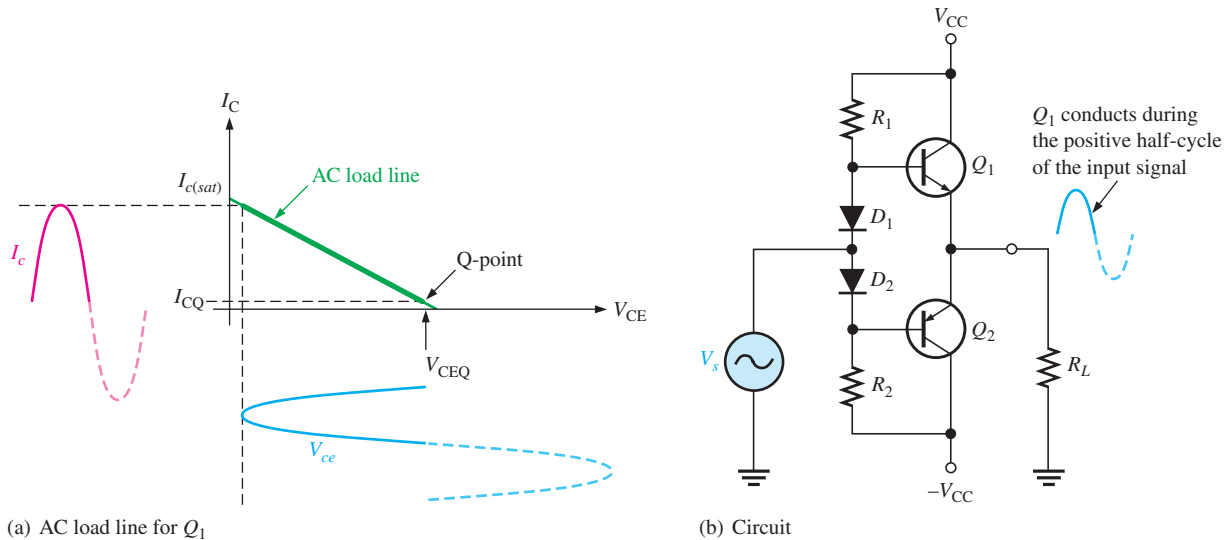 I_C
I_c(sat)
AC load line
I_c
Q-point
I_CQ
V_CE
V_CEQ
V_ce
(a) AC load line for Q_1
V_CC
R_1
Q_1
Q_1 conducts during
the positive half-cycle
of the input signal
D_1
D_2
Q_2
V_s
R_2
R_L
–V_CC
(b) Circuit